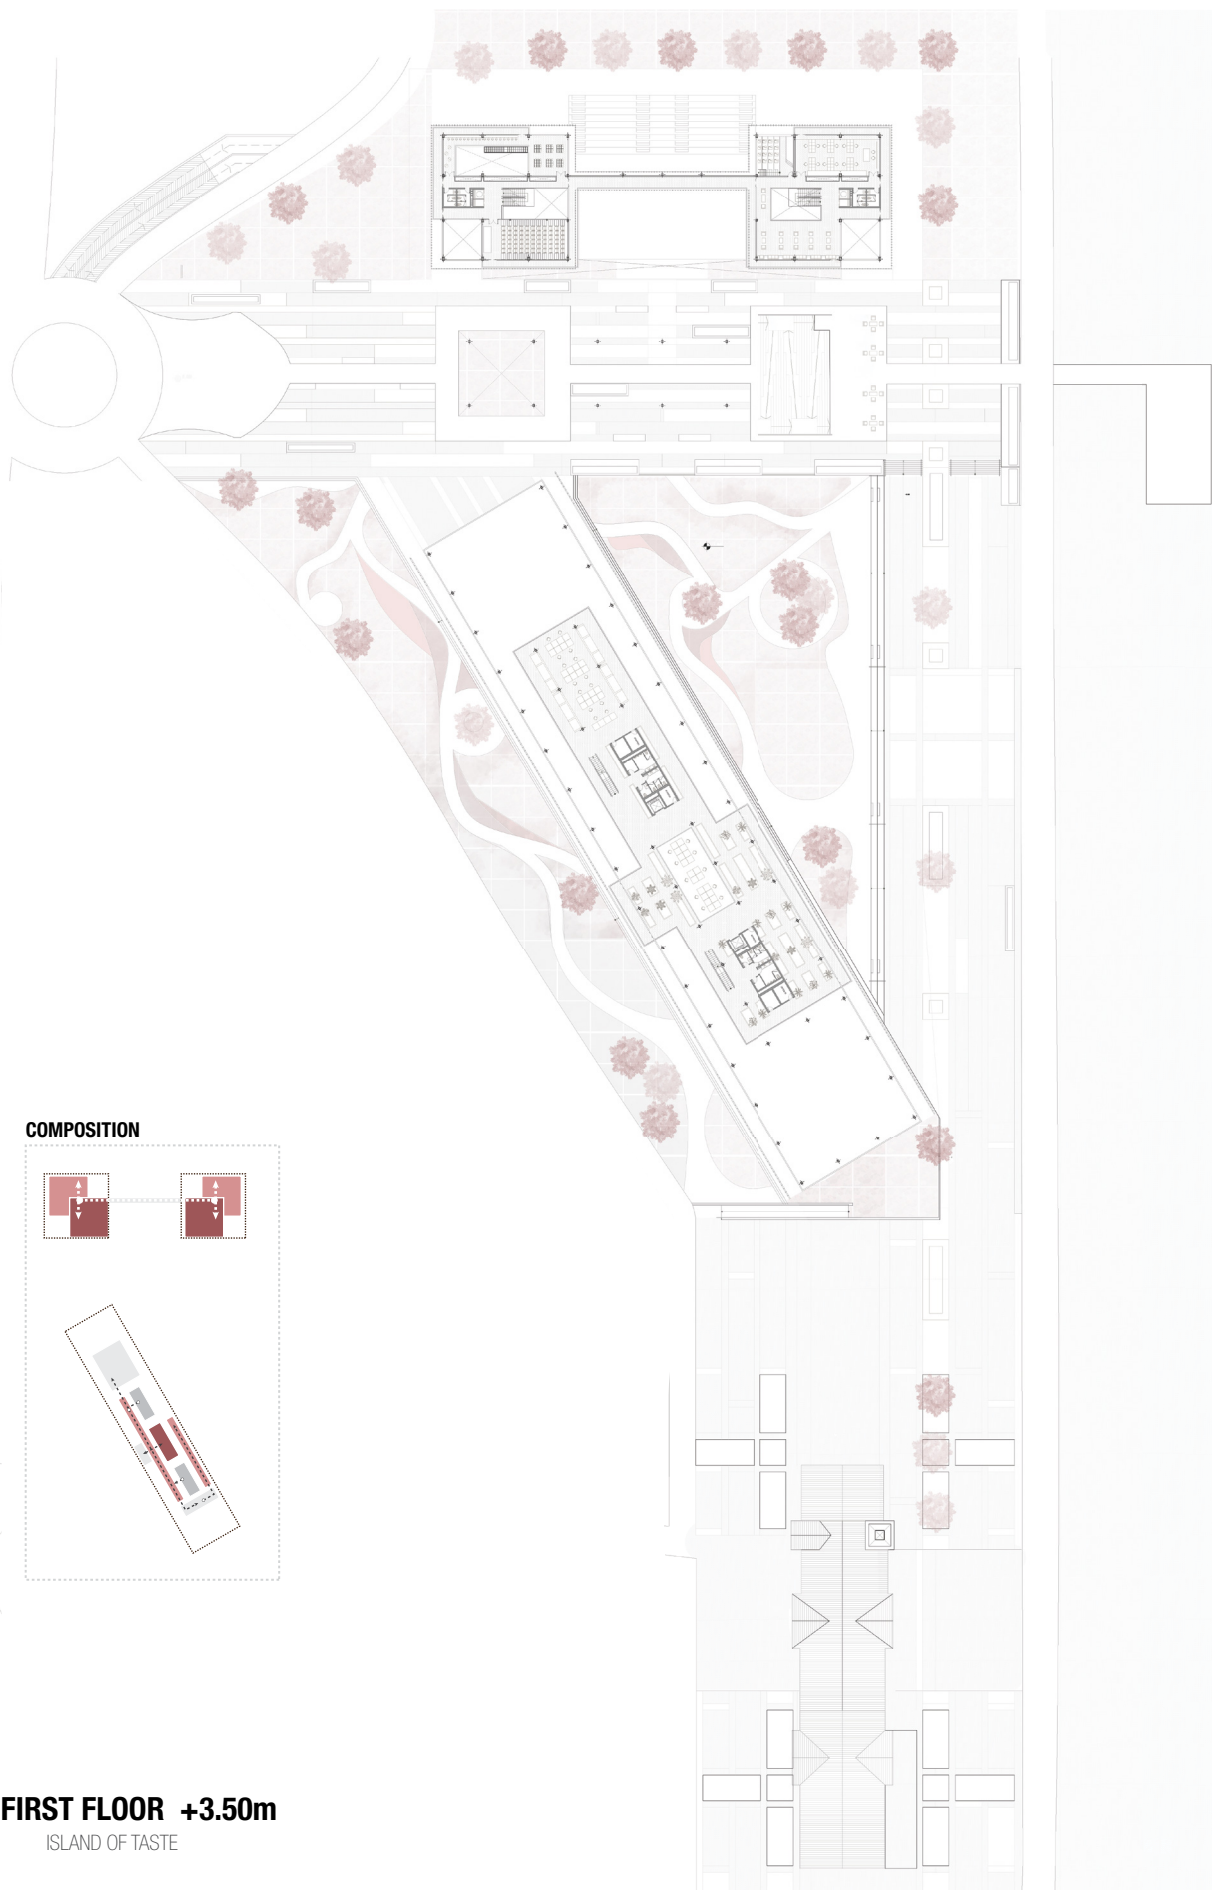 COMPOSITION
FIRST FLOOR +3.50m
ISLAND OF TASTE